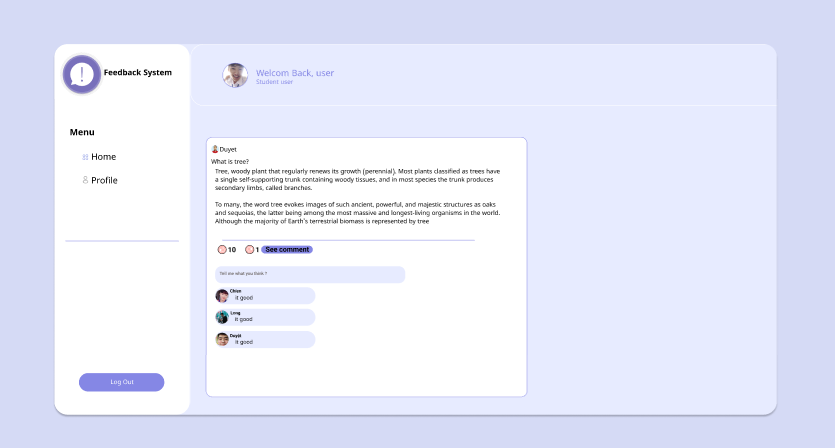 Feedback System
Welcom Back, user
Student user
Menu
Home
Profile
Log Out
Duyet
What is tree?
Tree, woody plant that regularly renews its growth (perennial). Most plants classified as trees have
a single self-supporting trunk containing woody tissues, and in most species the trunk produces
secondary limbs, called branches.
To many, the word tree evokes images of such ancient, powerful, and majestic structures as oaks
and sequoias, the latter being among the most massive and longest-living organisms in the world.
Although the majority of Earth's terrestrial biomass is represented by tree
10 1 See comment
Tell me what you think ?
Chien
it good
Long
it good
Duyệt
it good